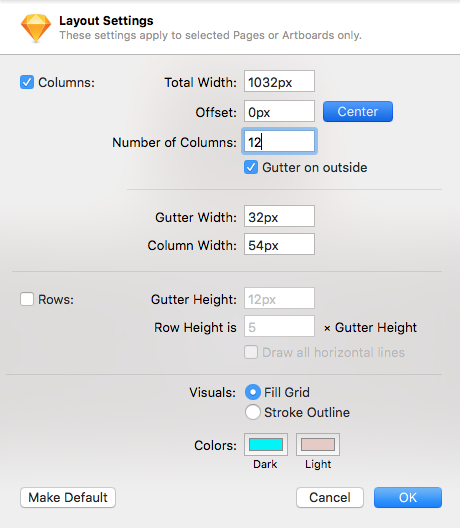 Layout Settings
These settings apply to selected Pages or Artboards only.
Columns: Total Width: 1032px
Offset: 0px Center
Number of Columns: 12
Gutter on outside
Gutter Width: 32px
Column Width: 54px
Rows: Gutter Height: 12px
Row Height is 5 × Gutter Height
Draw all horizontal lines
Visuals: Fill Grid
Stroke Outline
Colors:
Dark Light
Make Default Cancel OK